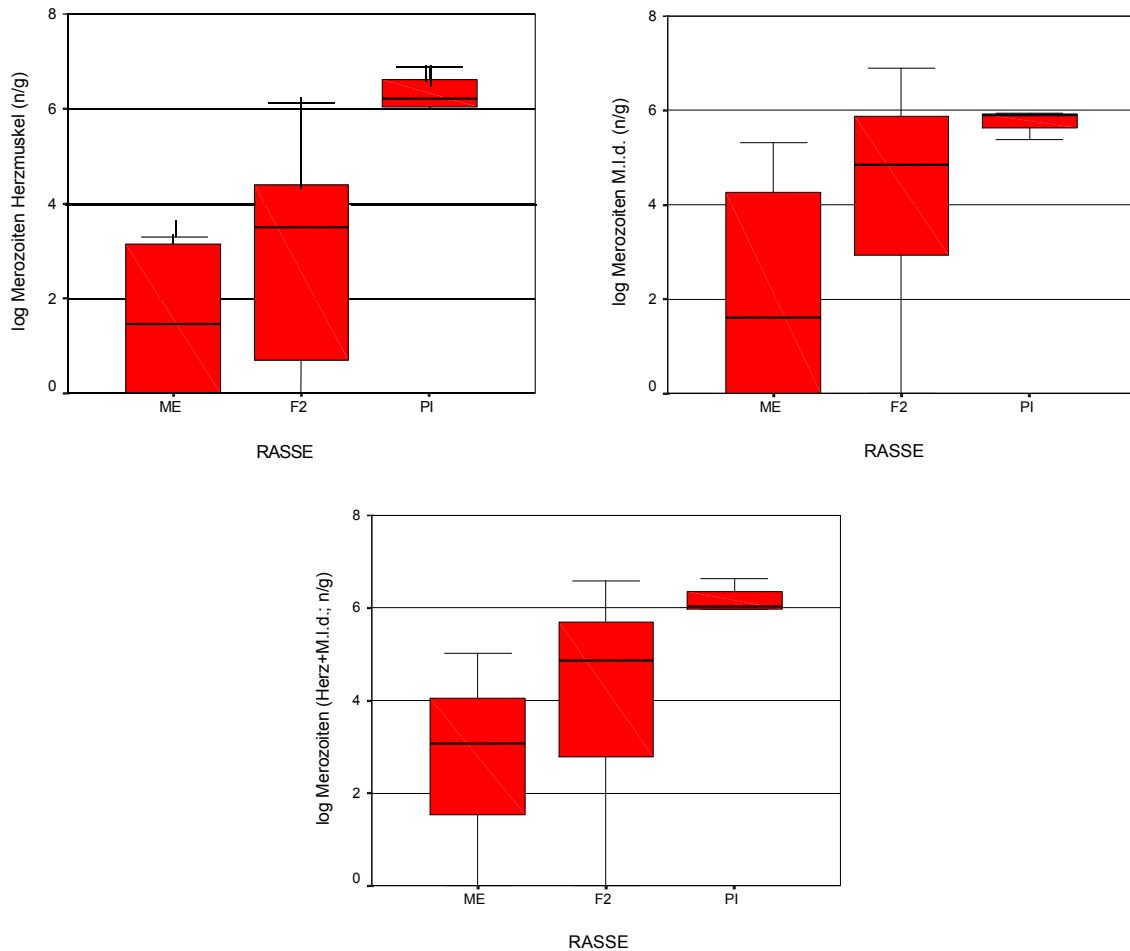 log Merozoiten Herzmuskel (n/g)
8
6
4
2
0
ME F2 PI
RASSE
log Merozoiten M.l.d. (n/g)
8
6
4
2
0
ME F2 PI
RASSE
log Merozoiten (Herz+M.l.d.; n/g)
8
6
4
2
0
ME F2 PI
RASSE